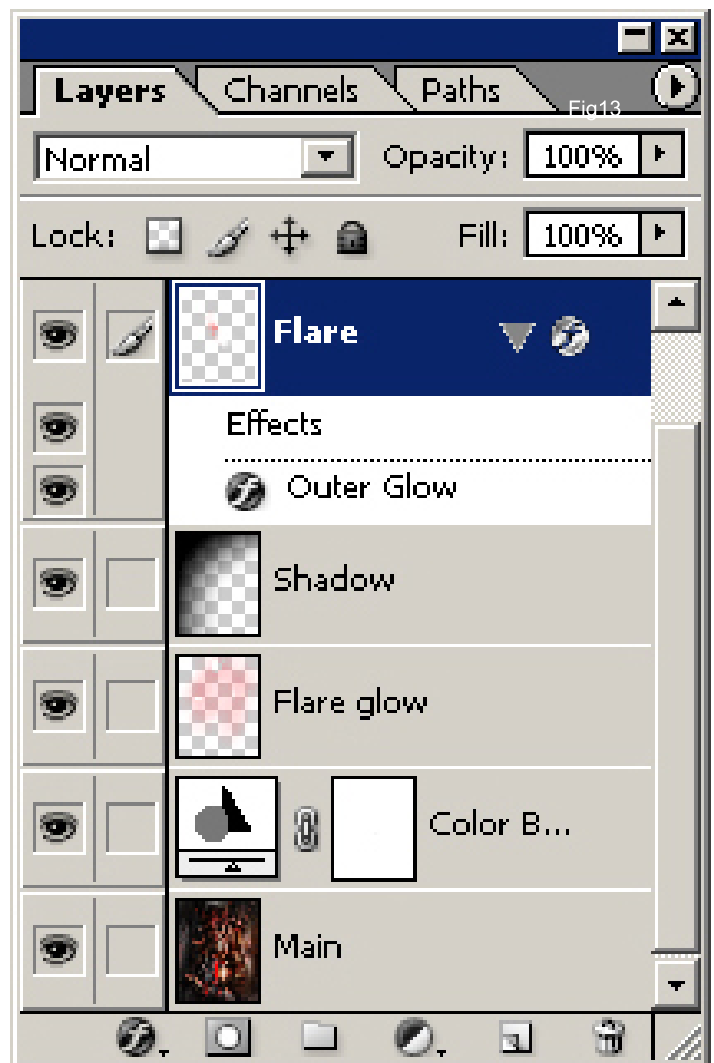 Layers Channels Paths Fig13
Normal Opacity: 100%
Lock: Fill: 100%
Flare
Effects
Outer Glow
Shadow
Flare glow
Color B...
Main